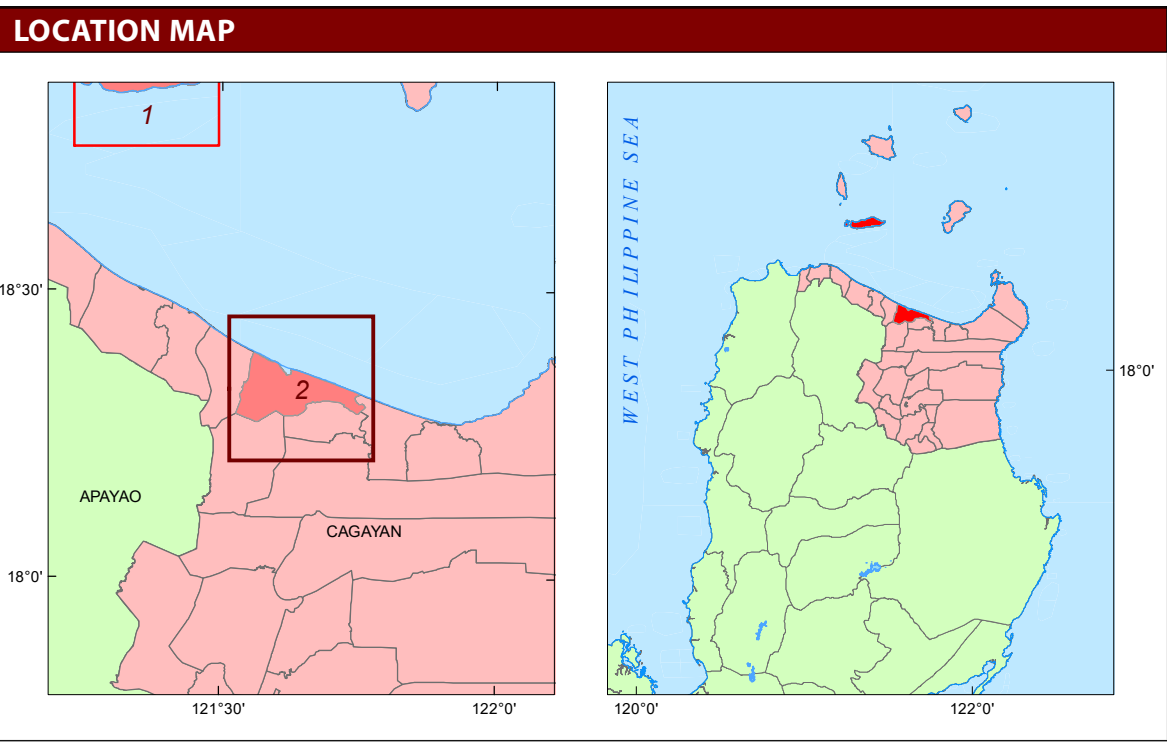 LOCATION MAP
1
18°30'
2
APAYAO
CAGAYAN
18°0'
121°30'
122°0'
WEST PHILIPPINE SEA
18°0'
120°0'
122°0'